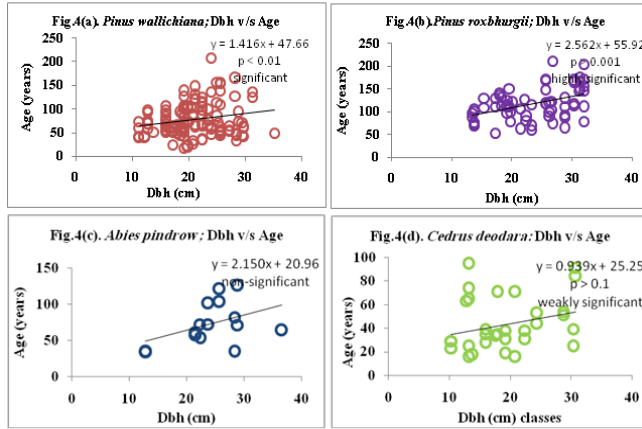 Fig.4(a). Pinus wallichiana; Dbh v/s Age
y = 1.416x + 47.66
p < 0.01
significant
Age (years)
250
200
150
100
50
0
0 10 20 30 40
Dbh (cm)
Fig.4(b).Pinus roxbhurgii; Dbh v/s Age
y = 2.562x + 55.92
p > 0.001
highly significant
Age (years)
250
200
150
100
50
0
0 10 20 30 40
Dbh (cm)
Fig.4(c). Abies pindrow; Dbh v/s Age
y = 2.150x + 20.96
non-significant
Age (years)
150
100
50
0
0 10 20 30 40
Dbh (cm)
Fig.4(d). Cedrus deodara: Dbh v/s Age
y = 0.939x + 25.25
p > 0.1
weakly significant
Age (years)
100
80
60
40
20
0
0 10 20 30 40
Dbh (cm) classes